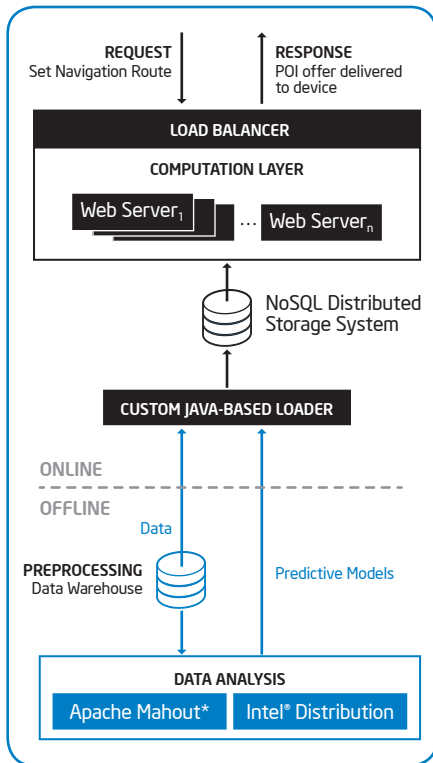 REQUEST
Set Navigation Route
RESPONSE
POI offer delivered
to device
LOAD BALANCER
COMPUTATION LAYER
Web Server1
...
Web Servern
NoSQL Distributed
Storage System
CUSTOM JAVA-BASED LOADER
ONLINE
OFFLINE
Data
PREPROCESSING
Data Warehouse
Predictive Models
DATA ANALYSIS
Apache Mahout*
Intel® Distribution